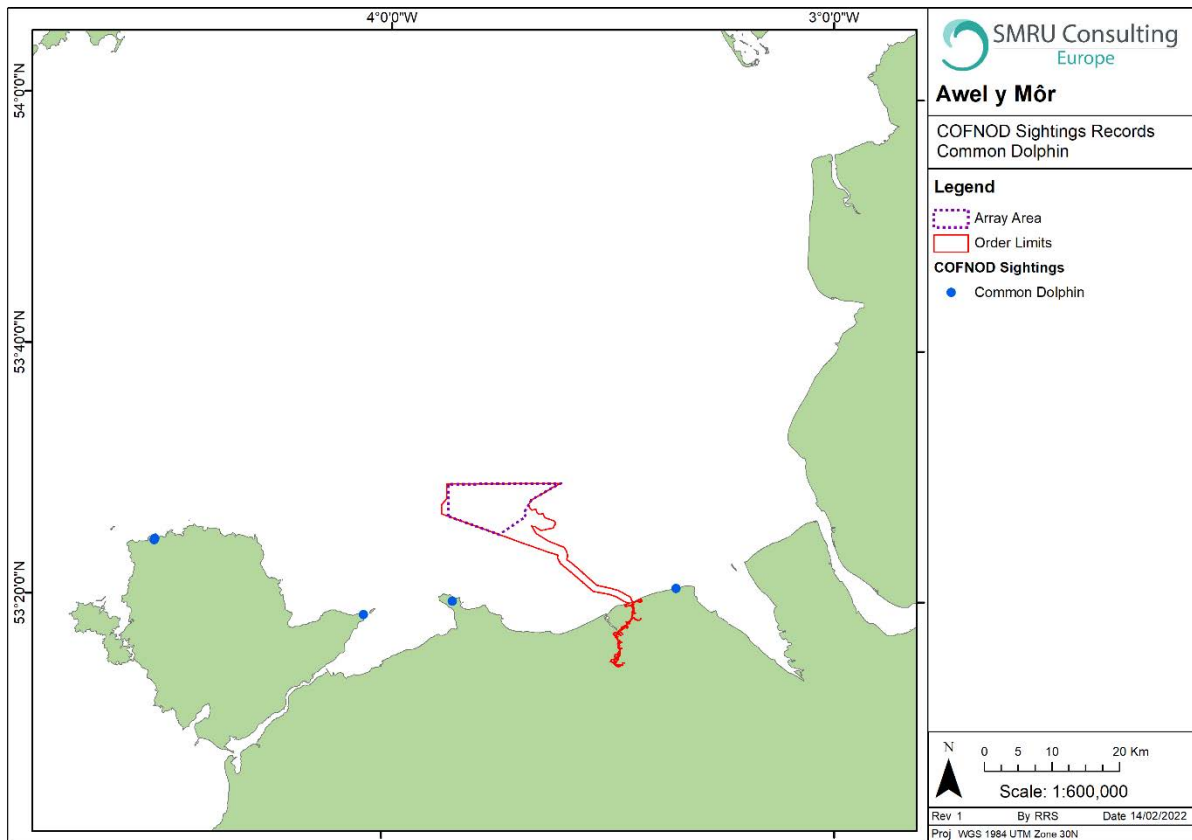 4°0'0"W
3°0'0"W
54°0'0"N
53°40'0"N
53°20'0"N
SMRU Consulting
Europe
Awel y Môr
COFNOD Sightings Records
Common Dolphin
Legend
Array Area
Order Limits
COFNOD Sightings
Common Dolphin
N
0 5 10 20 Km
Scale: 1:600,000
Rev 1 By RRS Date 14/02/2022
Proj WGS 1984 UTM Zone 30N